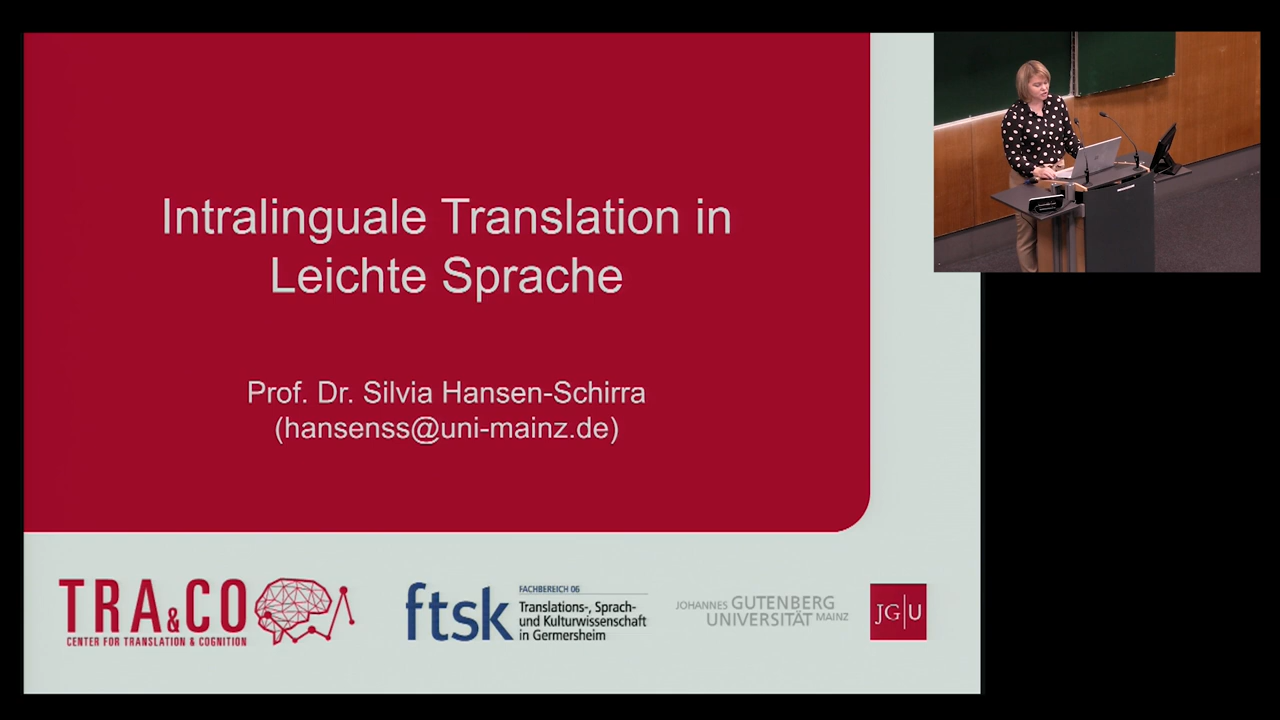 Intralinguale Translation in
Leichte Sprache
Prof. Dr. Silvia Hansen-Schirra
(hansenss@uni-mainz.de)
TRA&CO
CENTER FOR TRANSLATION & COGNITION
ftsk
FACHBEREICH 06
Translations-, Sprach-
und Kulturwissenschaft
in Germersheim
JOHANNES GUTENBERG
UNIVERSITÄT MAINZ
JG|U